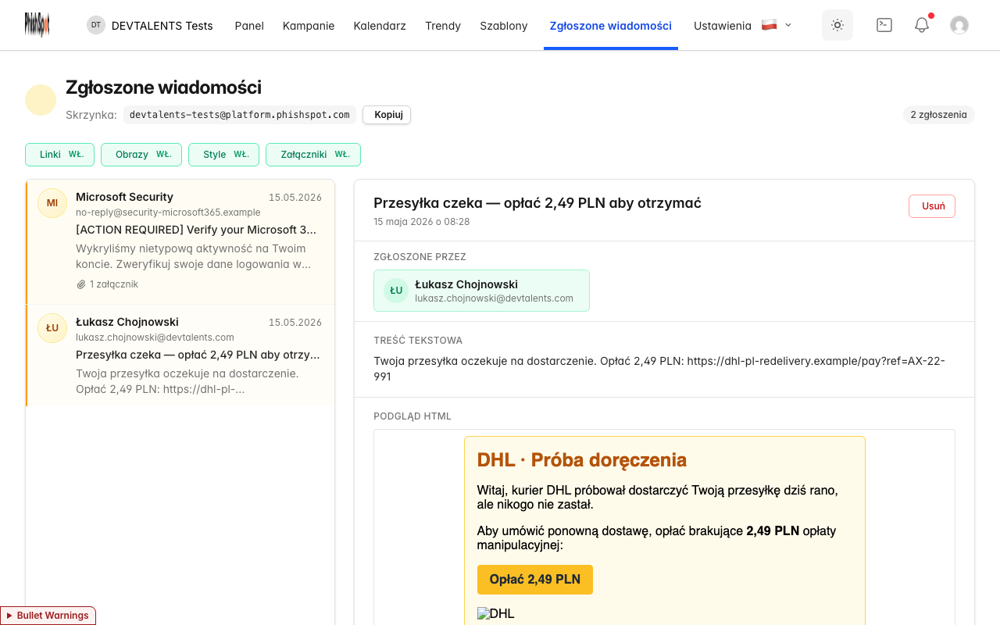 PhishSpot
DT DEVTALENTS Tests Panel Kampanie Kalendarz Trendy Szablony Zgłoszone wiadomości Ustawienia
Zgłoszone wiadomości
Skrzynka: devtalents-tests@platform.phishspot.com Kopiuj
2 zgłoszenia
Linki WŁ. Obrazy WŁ. Style WŁ. Załączniki WŁ.
MI Microsoft Security 15.05.2026
no-reply@security-microsoft365.example
[ACTION REQUIRED] Verify your Microsoft 3...
Wykryliśmy nietypową aktywność na Twoim
koncie. Zweryfikuj swoje dane logowania w...
1 załącznik
ŁU Łukasz Chojnowski 15.05.2026
lukasz.chojnowski@devtalents.com
Przesyłka czeka — opłać 2,49 PLN aby otrzy...
Twoja przesyłka oczekuje na dostarczenie.
Opłać 2,49 PLN: https://dhl-pl-...
Przesyłka czeka — opłać 2,49 PLN aby otrzymać
15 maja 2026 o 08:28
Usuń
ZGŁOSZONE PRZEZ
ŁU Łukasz Chojnowski
lukasz.chojnowski@devtalents.com
TREŚĆ TEKSTOWA
Twoja przesyłka oczekuje na dostarczenie. Opłać 2,49 PLN: https://dhl-pl-redelivery.example/pay?ref=AX-22-
991
PODGLĄD HTML
DHL · Próba doręczenia
Witaj, kurier DHL próbował dostarczyć Twoją przesyłkę dziś rano,
ale nikogo nie zastał.
Aby umówić ponowną dostawę, opłać brakujące 2,49 PLN opłaty
manipulacyjnej:
Opłać 2,49 PLN
DHL
Bullet Warnings